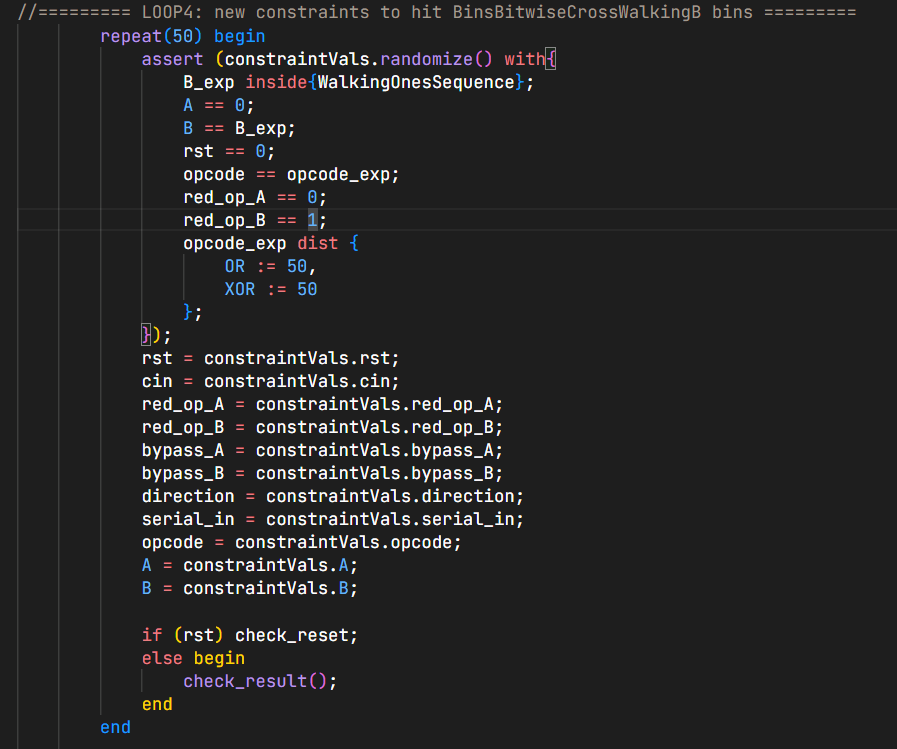 //========= LOOP4: new constraints to hit BinsBitwiseCrossWalkingB bins =========
repeat(50) begin
assert (constraintVals.randomize() with{
B_exp inside{WalkingOnesSequence};
A == 0;
B == B_exp;
rst == 0;
opcode == opcode_exp;
red_op_A == 0;
red_op_B == 1;
opcode_exp dist {
OR := 50,
XOR := 50
};
});
rst = constraintVals.rst;
cin = constraintVals.cin;
red_op_A = constraintVals.red_op_A;
red_op_B = constraintVals.red_op_B;
bypass_A = constraintVals.bypass_A;
bypass_B = constraintVals.bypass_B;
direction = constraintVals.direction;
serial_in = constraintVals.serial_in;
opcode = constraintVals.opcode;
A = constraintVals.A;
B = constraintVals.B;
if (rst) check_reset;
else begin
check_result();
end
end